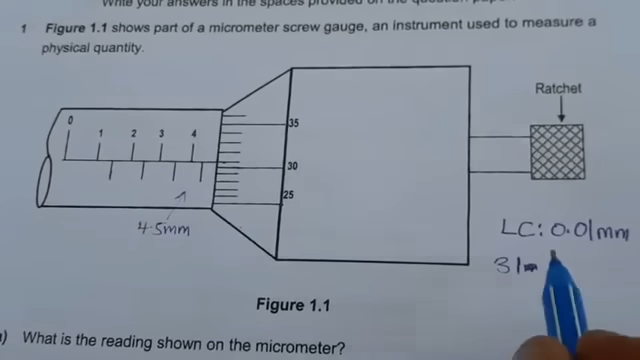 Write your answers in the spaces provided on the question
1 Figure 1.1 shows part of a micrometer screw gauge, an instrument used to measure a
physical quantity.
Ratchet
0
1 2 3 4
35
30
25
4.5mm
LC: 0.01mm
31
Figure 1.1
What is the reading shown on the micrometer?